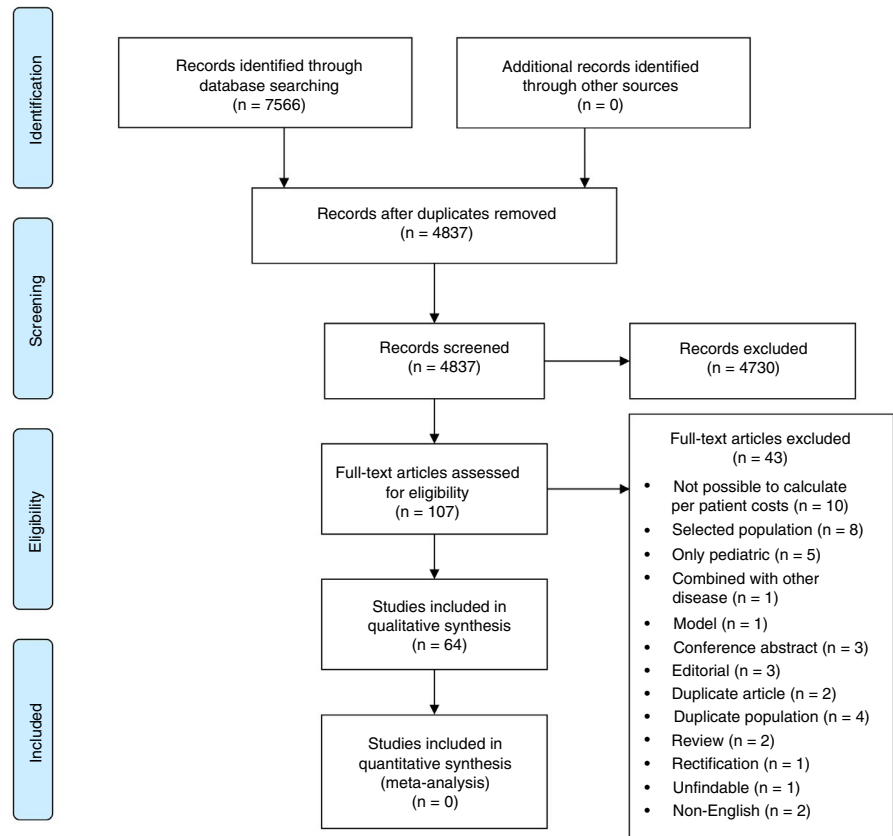 Identification
Records identified through
database searching
(n = 7566)
Additional records identified
through other sources
(n = 0)
Records after duplicates removed
(n = 4837)
Screening
Records screened
(n = 4837)
Records excluded
(n = 4730)
Eligibility
Full-text articles assessed
for eligibility
(n = 107)
Full-text articles excluded
(n = 43)
• Not possible to calculate
per patient costs (n = 10)
• Selected population (n = 8)
• Only pediatric (n = 5)
• Combined with other
disease (n = 1)
• Model (n = 1)
• Conference abstract (n = 3)
• Editorial (n = 3)
• Duplicate article (n = 2)
• Duplicate population (n = 4)
• Review (n = 2)
• Rectification (n = 1)
• Unfindable (n = 1)
• Non-English (n = 2)
Studies included in
qualitative synthesis
(n = 64)
Included
Studies included in
quantitative synthesis
(meta-analysis)
(n = 0)